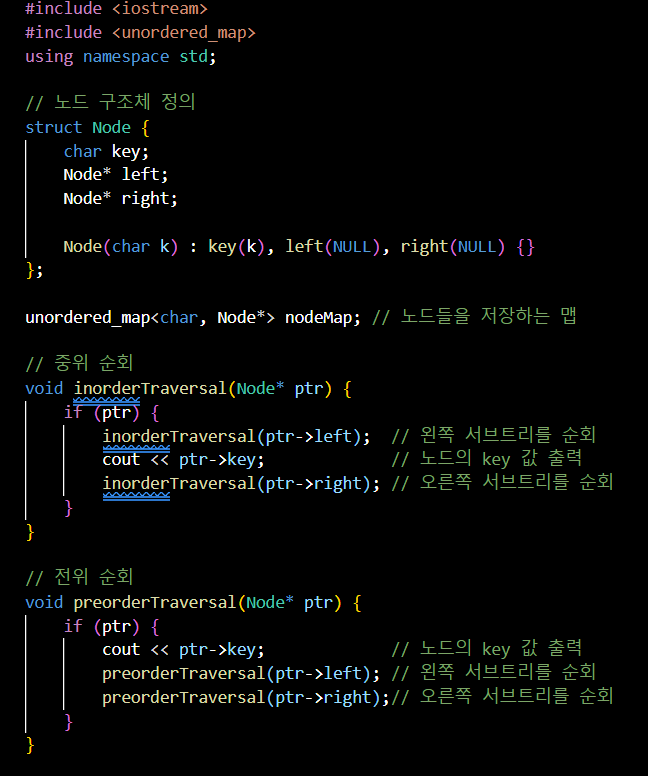 #include <iostream>
#include <unordered_map>
using namespace std;
// 노드 구조체 정의
struct Node {
    char key;
    Node* left;
    Node* right;
    Node(char k) : key(k), left(NULL), right(NULL) {}
};
unordered_map<char, Node*> nodeMap; // 노드들을 저장하는 맵
// 중위 순회
void inorderTraversal(Node* ptr) {
    if (ptr) {
        inorderTraversal(ptr->left);  // 왼쪽 서브트리를 순회
        cout << ptr->key;             // 노드의 key 값 출력
        inorderTraversal(ptr->right); // 오른쪽 서브트리를 순회
    }
}
// 전위 순회
void preorderTraversal(Node* ptr) {
    if (ptr) {
        cout << ptr->key;             // 노드의 key 값 출력
        preorderTraversal(ptr->left); // 왼쪽 서브트리를 순회
        preorderTraversal(ptr->right);// 오른쪽 서브트리를 순회
    }
}